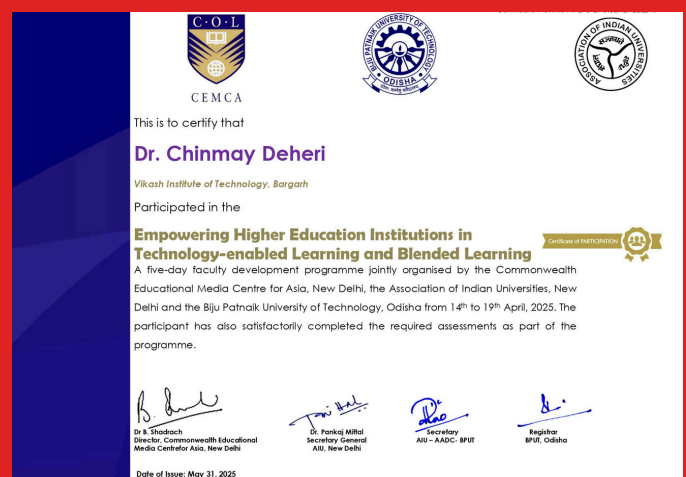 C·O·L
CEMCA
BIJU PATNAIK UNIVERSITY OF TECHNOLOGY
ODISHA
ASSOCIATION OF INDIAN UNIVERSITIES
This is to certify that
Dr. Chinmay Deheri
Vikash Institute of Technology, Bargarh
Participated in the
Empowering Higher Education Institutions in
Technology-enabled Learning and Blended Learning
Certificate of PARTICIPATION
A five-day faculty development programme jointly organised by the Commonwealth
Educational Media Centre for Asia, New Delhi, the Association of Indian Universities, New
Delhi and the Biju Patnaik University of Technology, Odisha from 14th to 19th April, 2025. The
participant has also satisfactorily completed the required assessments as part of the
programme.
Dr B. Shadrach
Director, Commonwealth Educational
Media Centrefor Asia, New Delhi
Dr. Pankaj Mittal
Secretary General
AIU, New Delhi
Secretary
AIU – AADC- BPUT
Registrar
BPUT, Odisha
Date of Issue: May 31, 2025